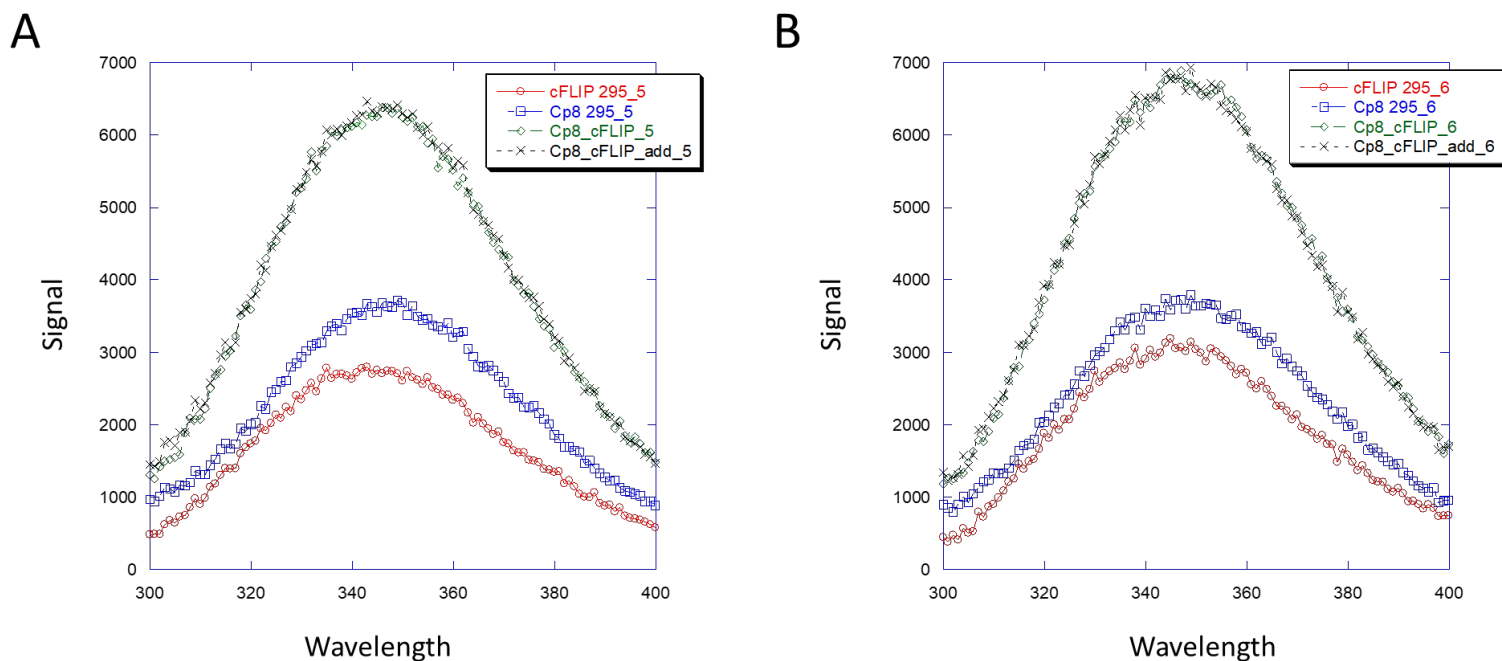 A
7000
6000
5000
4000
3000
2000
1000
0
300
320
340
360
380
400
Signal
Wavelength
cFLIP 295_5
Cp8 295_5
Cp8_cFLIP_5
Cp8_cFLIP_add_5
B
7000
6000
5000
4000
3000
2000
1000
0
300
320
340
360
380
400
Signal
Wavelength
cFLIP 295_6
Cp8 295_6
Cp8_cFLIP_6
Cp8_cFLIP_add_6